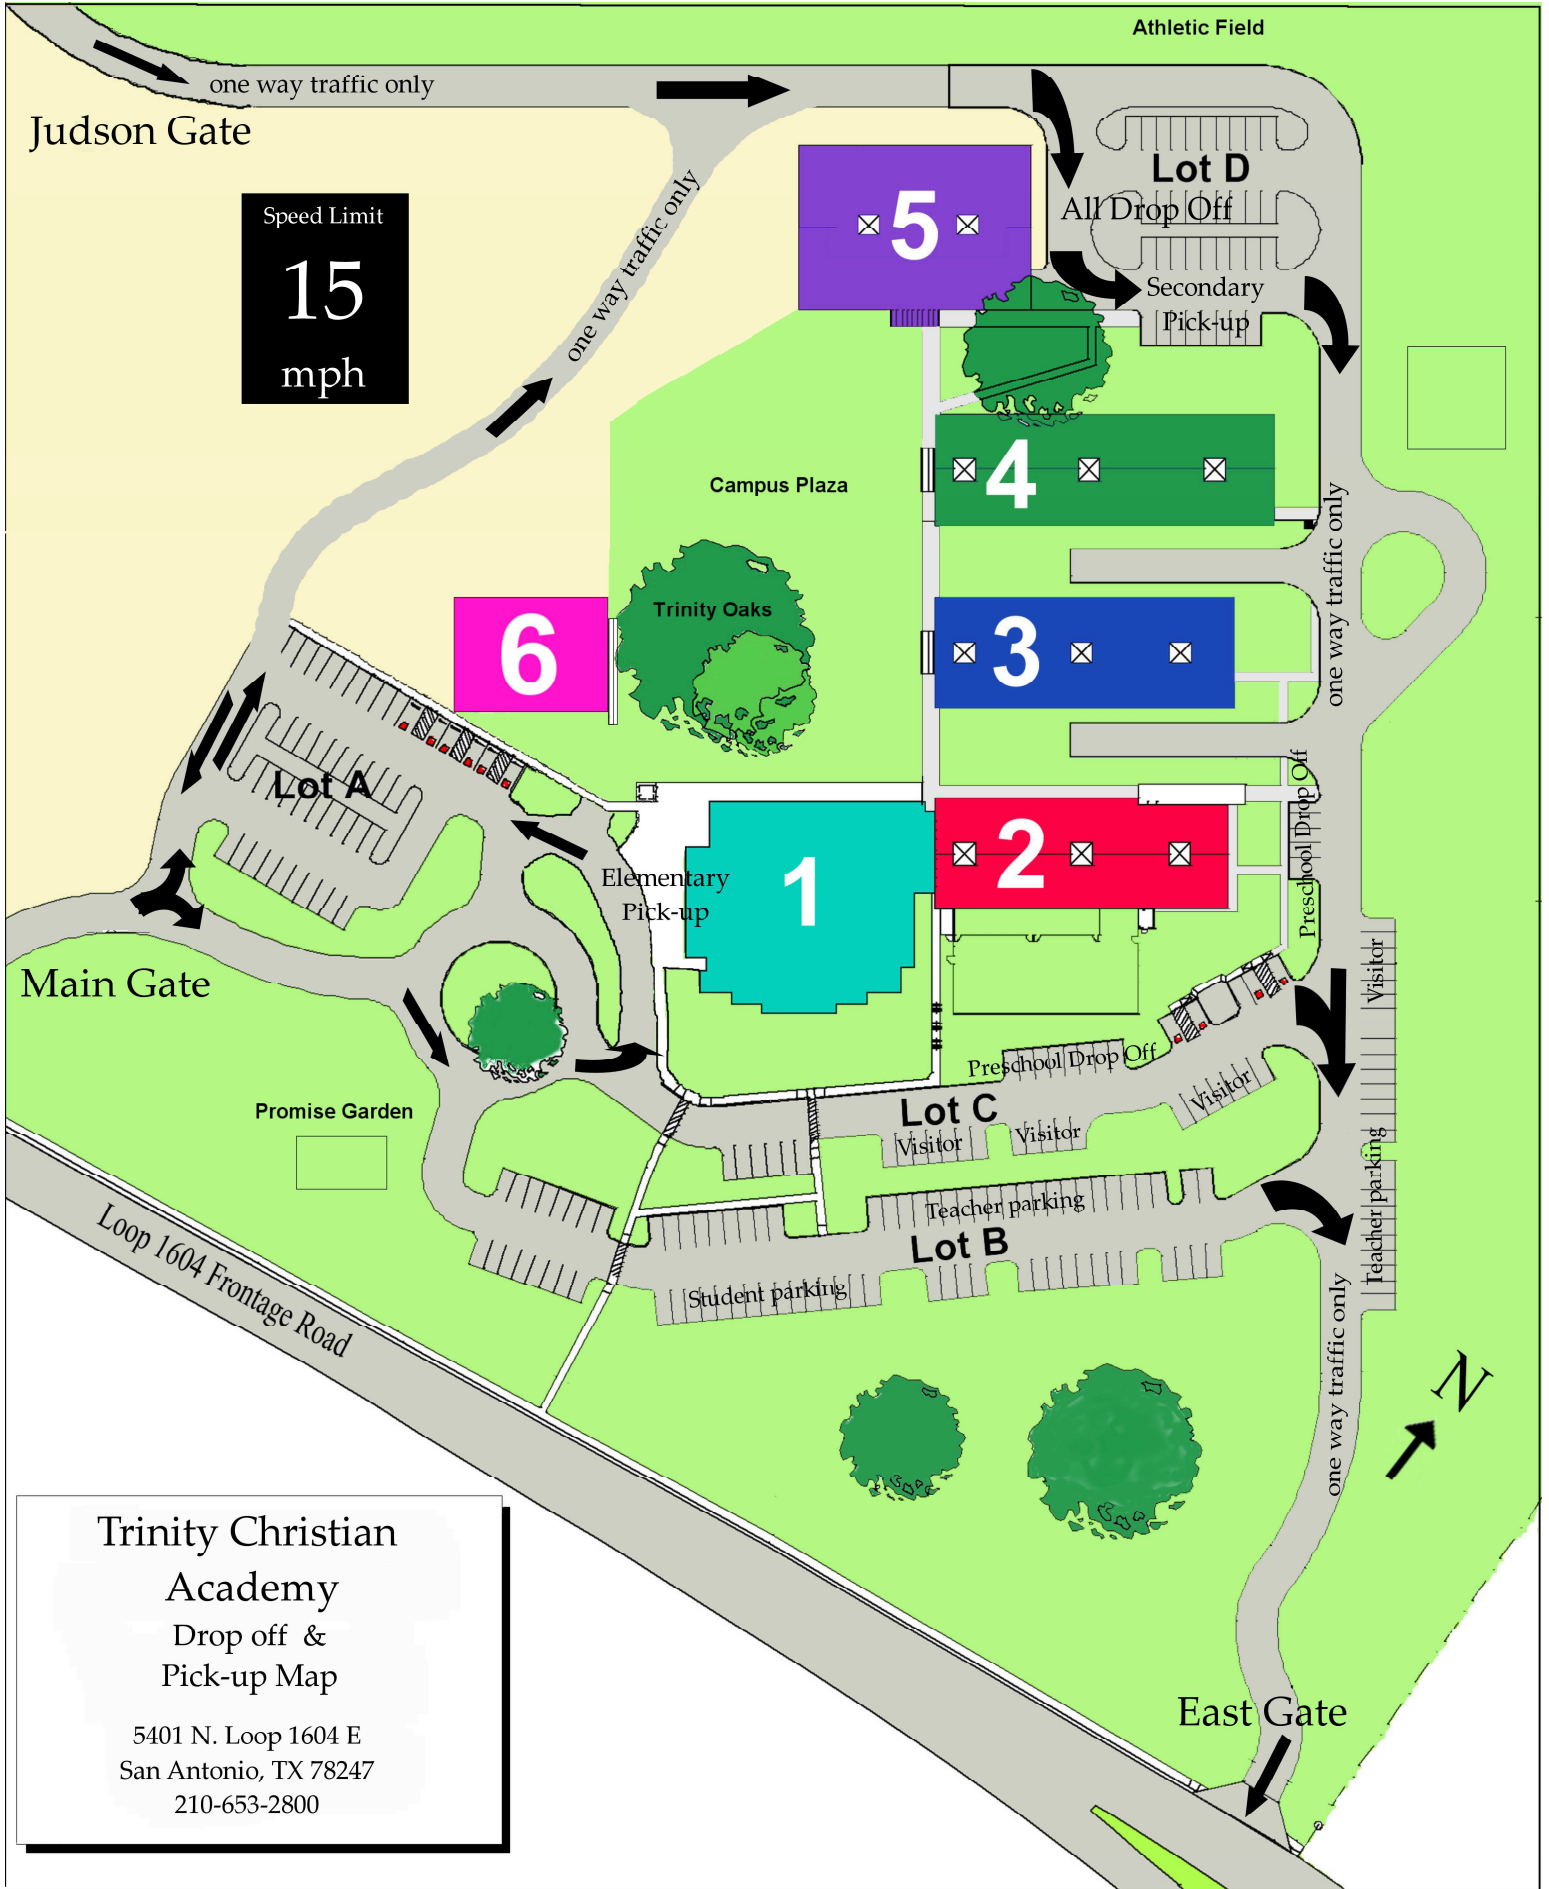 Athletic Field
one way traffic only
Judson Gate
Lot D
All Drop Off
Speed Limit
15
mph
5
one way traffic only
Secondary
Pick-up
4
Campus Plaza
one way traffic only
Trinity Oaks
6
3
Lot A
Preschool Drop Off
2
1
Elementary
Pick-up
Main Gate
Visitor
Preschool Drop Off
Visitor
Lot C
Promise Garden
Visitor
Visitor
Teacher parking
Teacher parking
Lot B
Loop 1604 Frontage Road
Student parking
one way traffic only
N
Trinity Christian
Academy
Drop off &
Pick-up Map
5401 N. Loop 1604 E
San Antonio, TX 78247
210-653-2800
East Gate